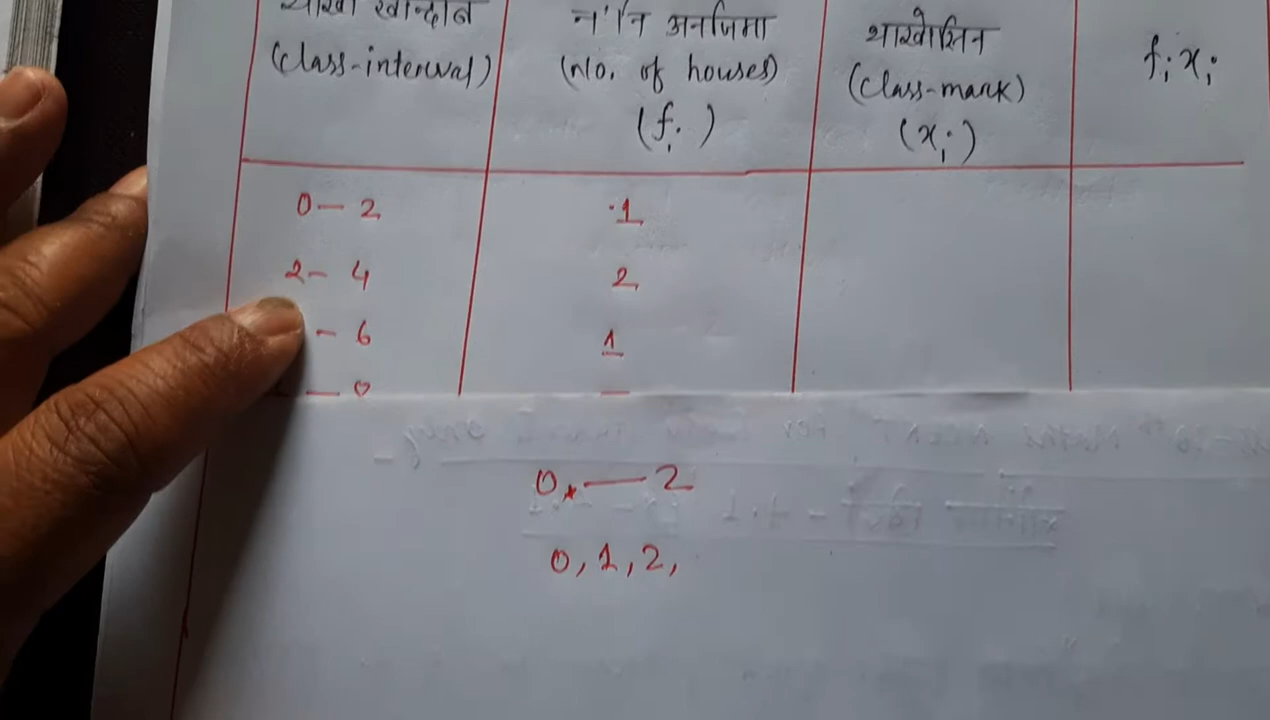 थाखो खोन्दोब
न'नि अनजिमा
थाखोसिन
(class-interval)
(No. of houses)
(class-mark)
(fi)
(xi)
fixi
0 — 2
1
2 — 4
2
— 6
1
0 — 2
0, 1, 2,